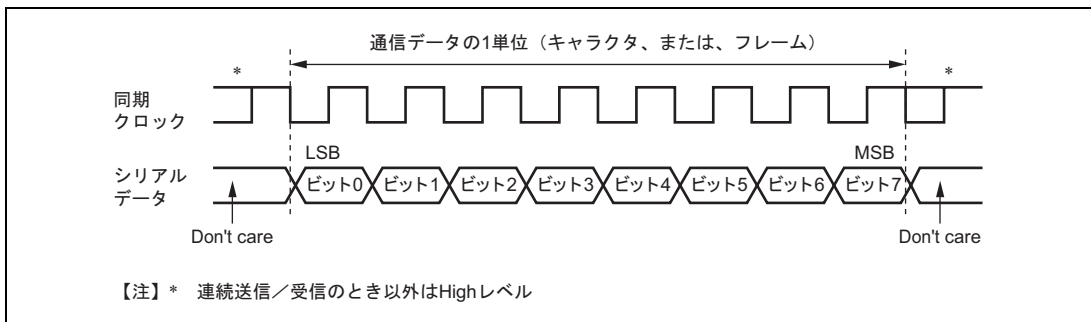 通信データの1単位（キャラクタ、または、フレーム）
* *
同期
クロック
LSB MSB
シリアル
データ
ビット0 ビット1 ビット2 ビット3 ビット4 ビット5 ビット6 ビット7
Don't care Don't care
【注】* 連続送信／受信のとき以外はHighレベル